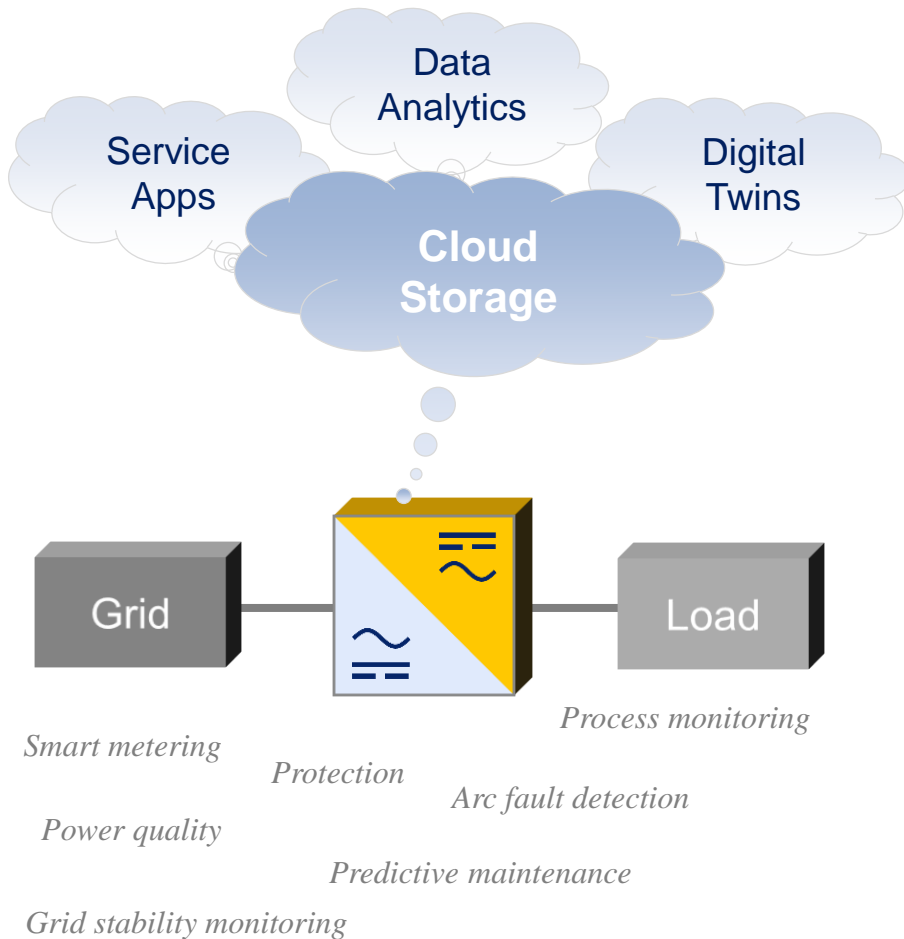 Data
Analytics
Service
Apps
Digital
Twins
Cloud
Storage
Grid
Load
Process monitoring
Smart metering
Protection
Arc fault detection
Power quality
Predictive maintenance
Grid stability monitoring